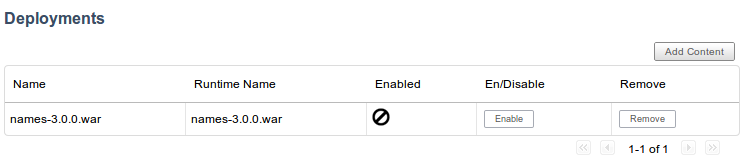 Deployments
Add Content
Name Runtime Name Enabled En/Disable Remove
names-3.0.0.war names-3.0.0.war Enable Remove
1-1 of 1